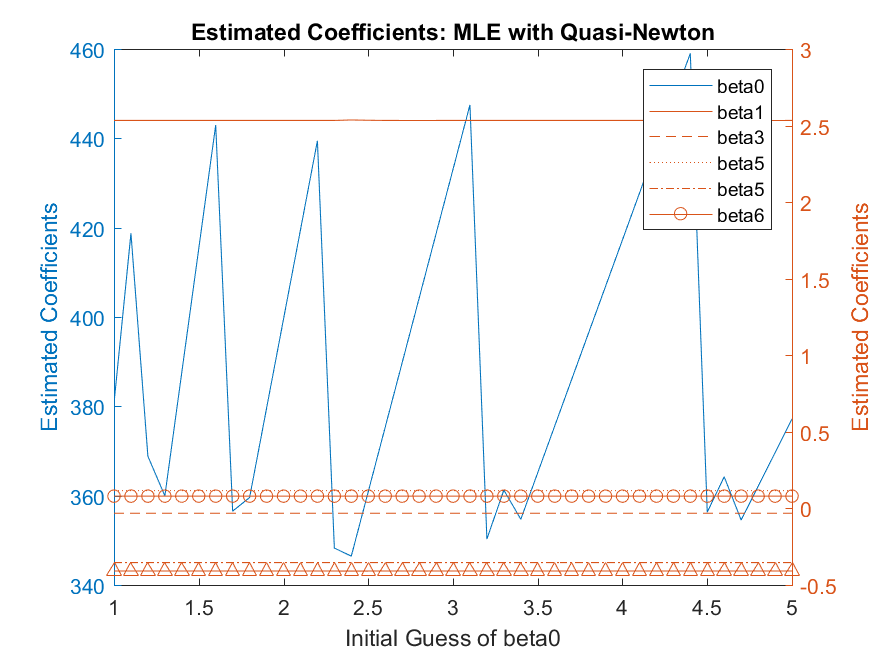 Estimated Coefficients: MLE with Quasi-Newton
460
440
420
400
380
360
340
Estimated Coefficients
3
2.5
2
1.5
1
0.5
0
-0.5
Estimated Coefficients
beta0
beta1
beta3
beta5
beta5
beta6
1 1.5 2 2.5 3 3.5 4 4.5 5
Initial Guess of beta0